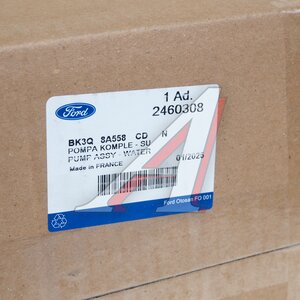 Ford
1 Ad.
2460308
BK3Q 8A558 CD N
POMPA KOMPLE - SU
PUMP ASSY - WATER
01/2025
Made in FRANCE
Ford Otosan FO 001